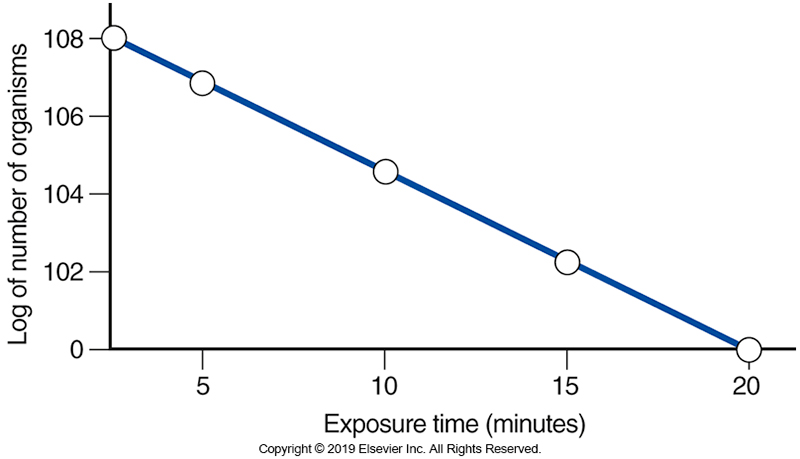 Log of number of organisms
108
106
104
102
0
5 10 15 20
Exposure time (minutes)
Copyright © 2019 Elsevier Inc. All Rights Reserved.